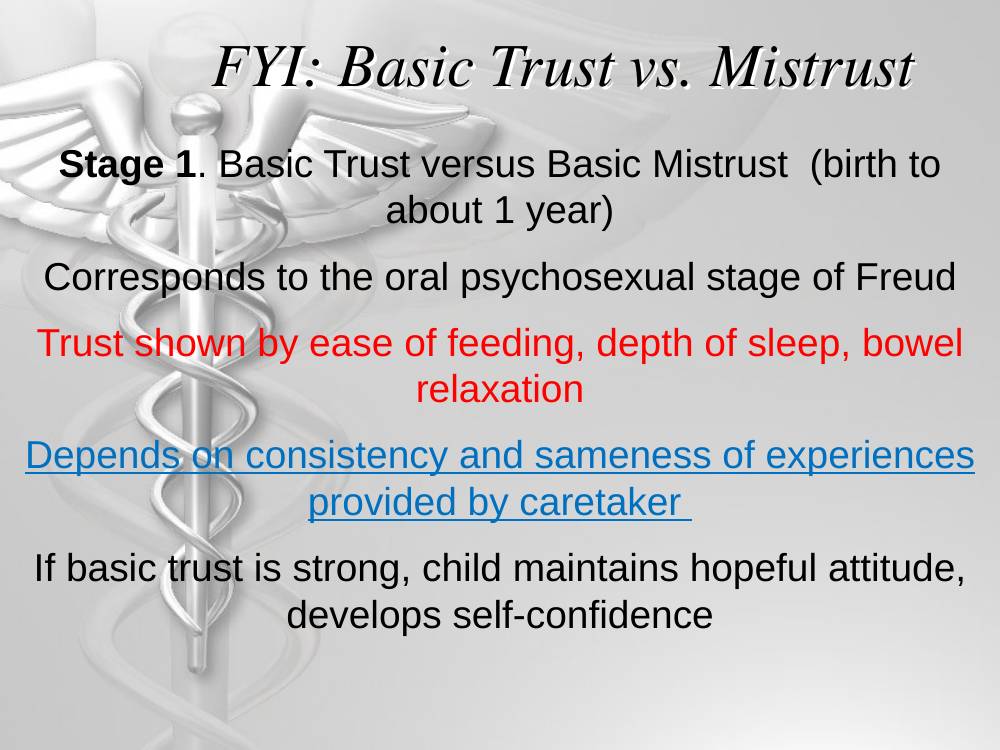 FYI: Basic Trust vs. Mistrust
Stage 1. Basic Trust versus Basic Mistrust  (birth to
about 1 year)
Corresponds to the oral psychosexual stage of Freud
Trust shown by ease of feeding, depth of sleep, bowel
relaxation
Depends on consistency and sameness of experiences
provided by caretaker
If basic trust is strong, child maintains hopeful attitude,
develops self-confidence